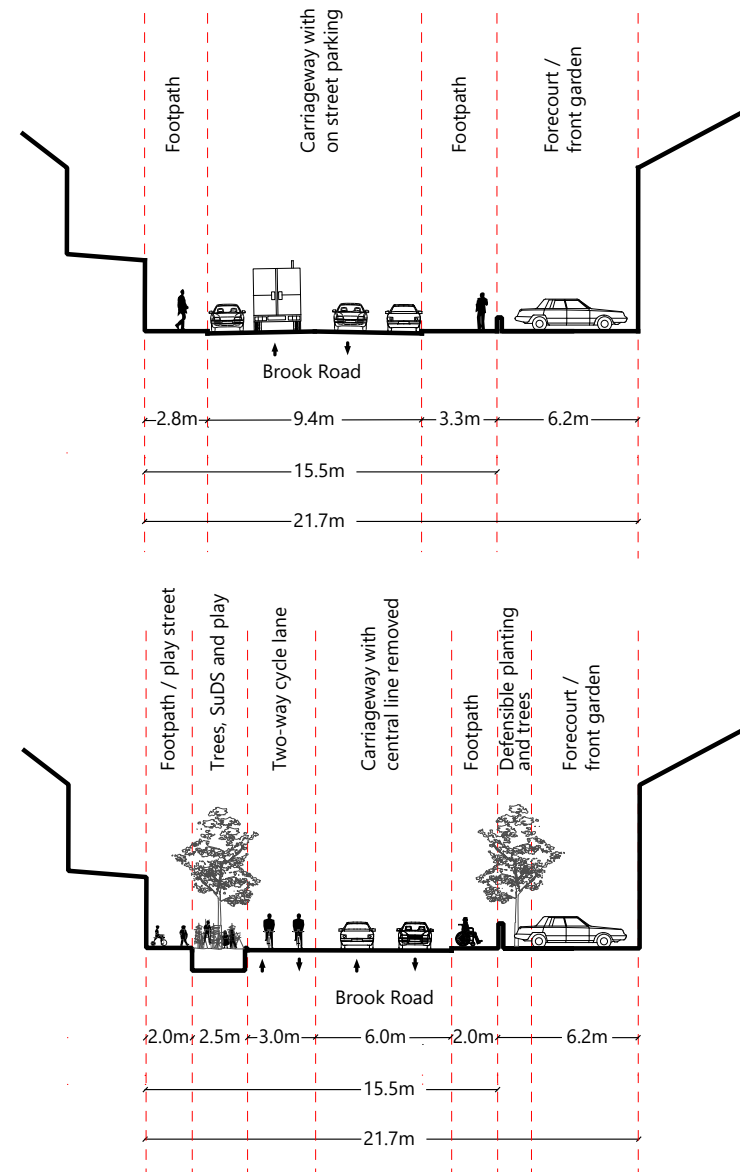 Footpath
Carriageway with
on street parking
Footpath
Forecourt /
front garden
Brook Road
2.8m
9.4m
3.3m
6.2m
15.5m
21.7m
Footpath / play street
Trees, SuDS and play
Two-way cycle lane
Carriageway with
central line removed
Footpath
Defensible planting
and trees
Forecourt /
front garden
Brook Road
2.0m
2.5m
3.0m
6.0m
2.0m
6.2m
15.5m
21.7m